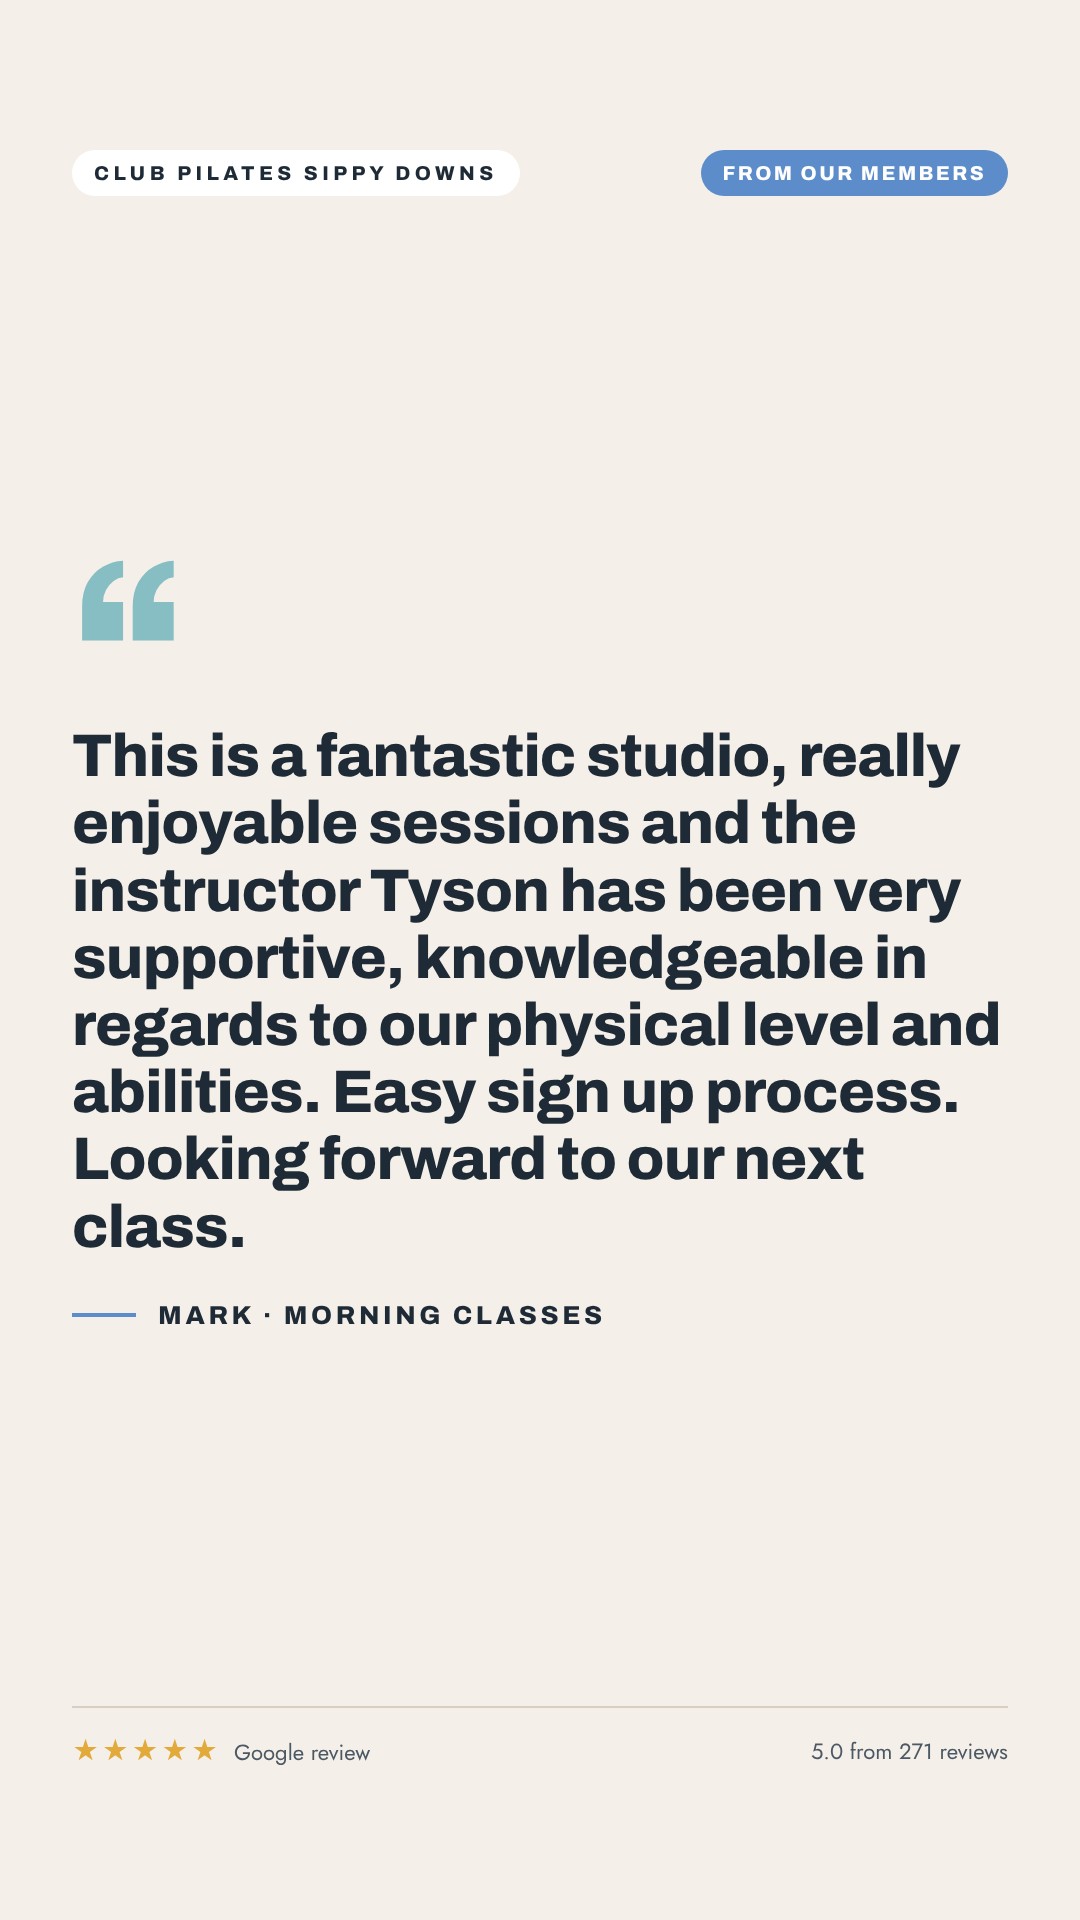 CLUB PILATES SIPPY DOWNS
FROM OUR MEMBERS
“
This is a fantastic studio, really
enjoyable sessions and the
instructor Tyson has been very
supportive, knowledgeable in
regards to our physical level and
abilities. Easy sign up process.
Looking forward to our next
class.
MARK · MORNING CLASSES
★★★★★ Google review
5.0 from 271 reviews